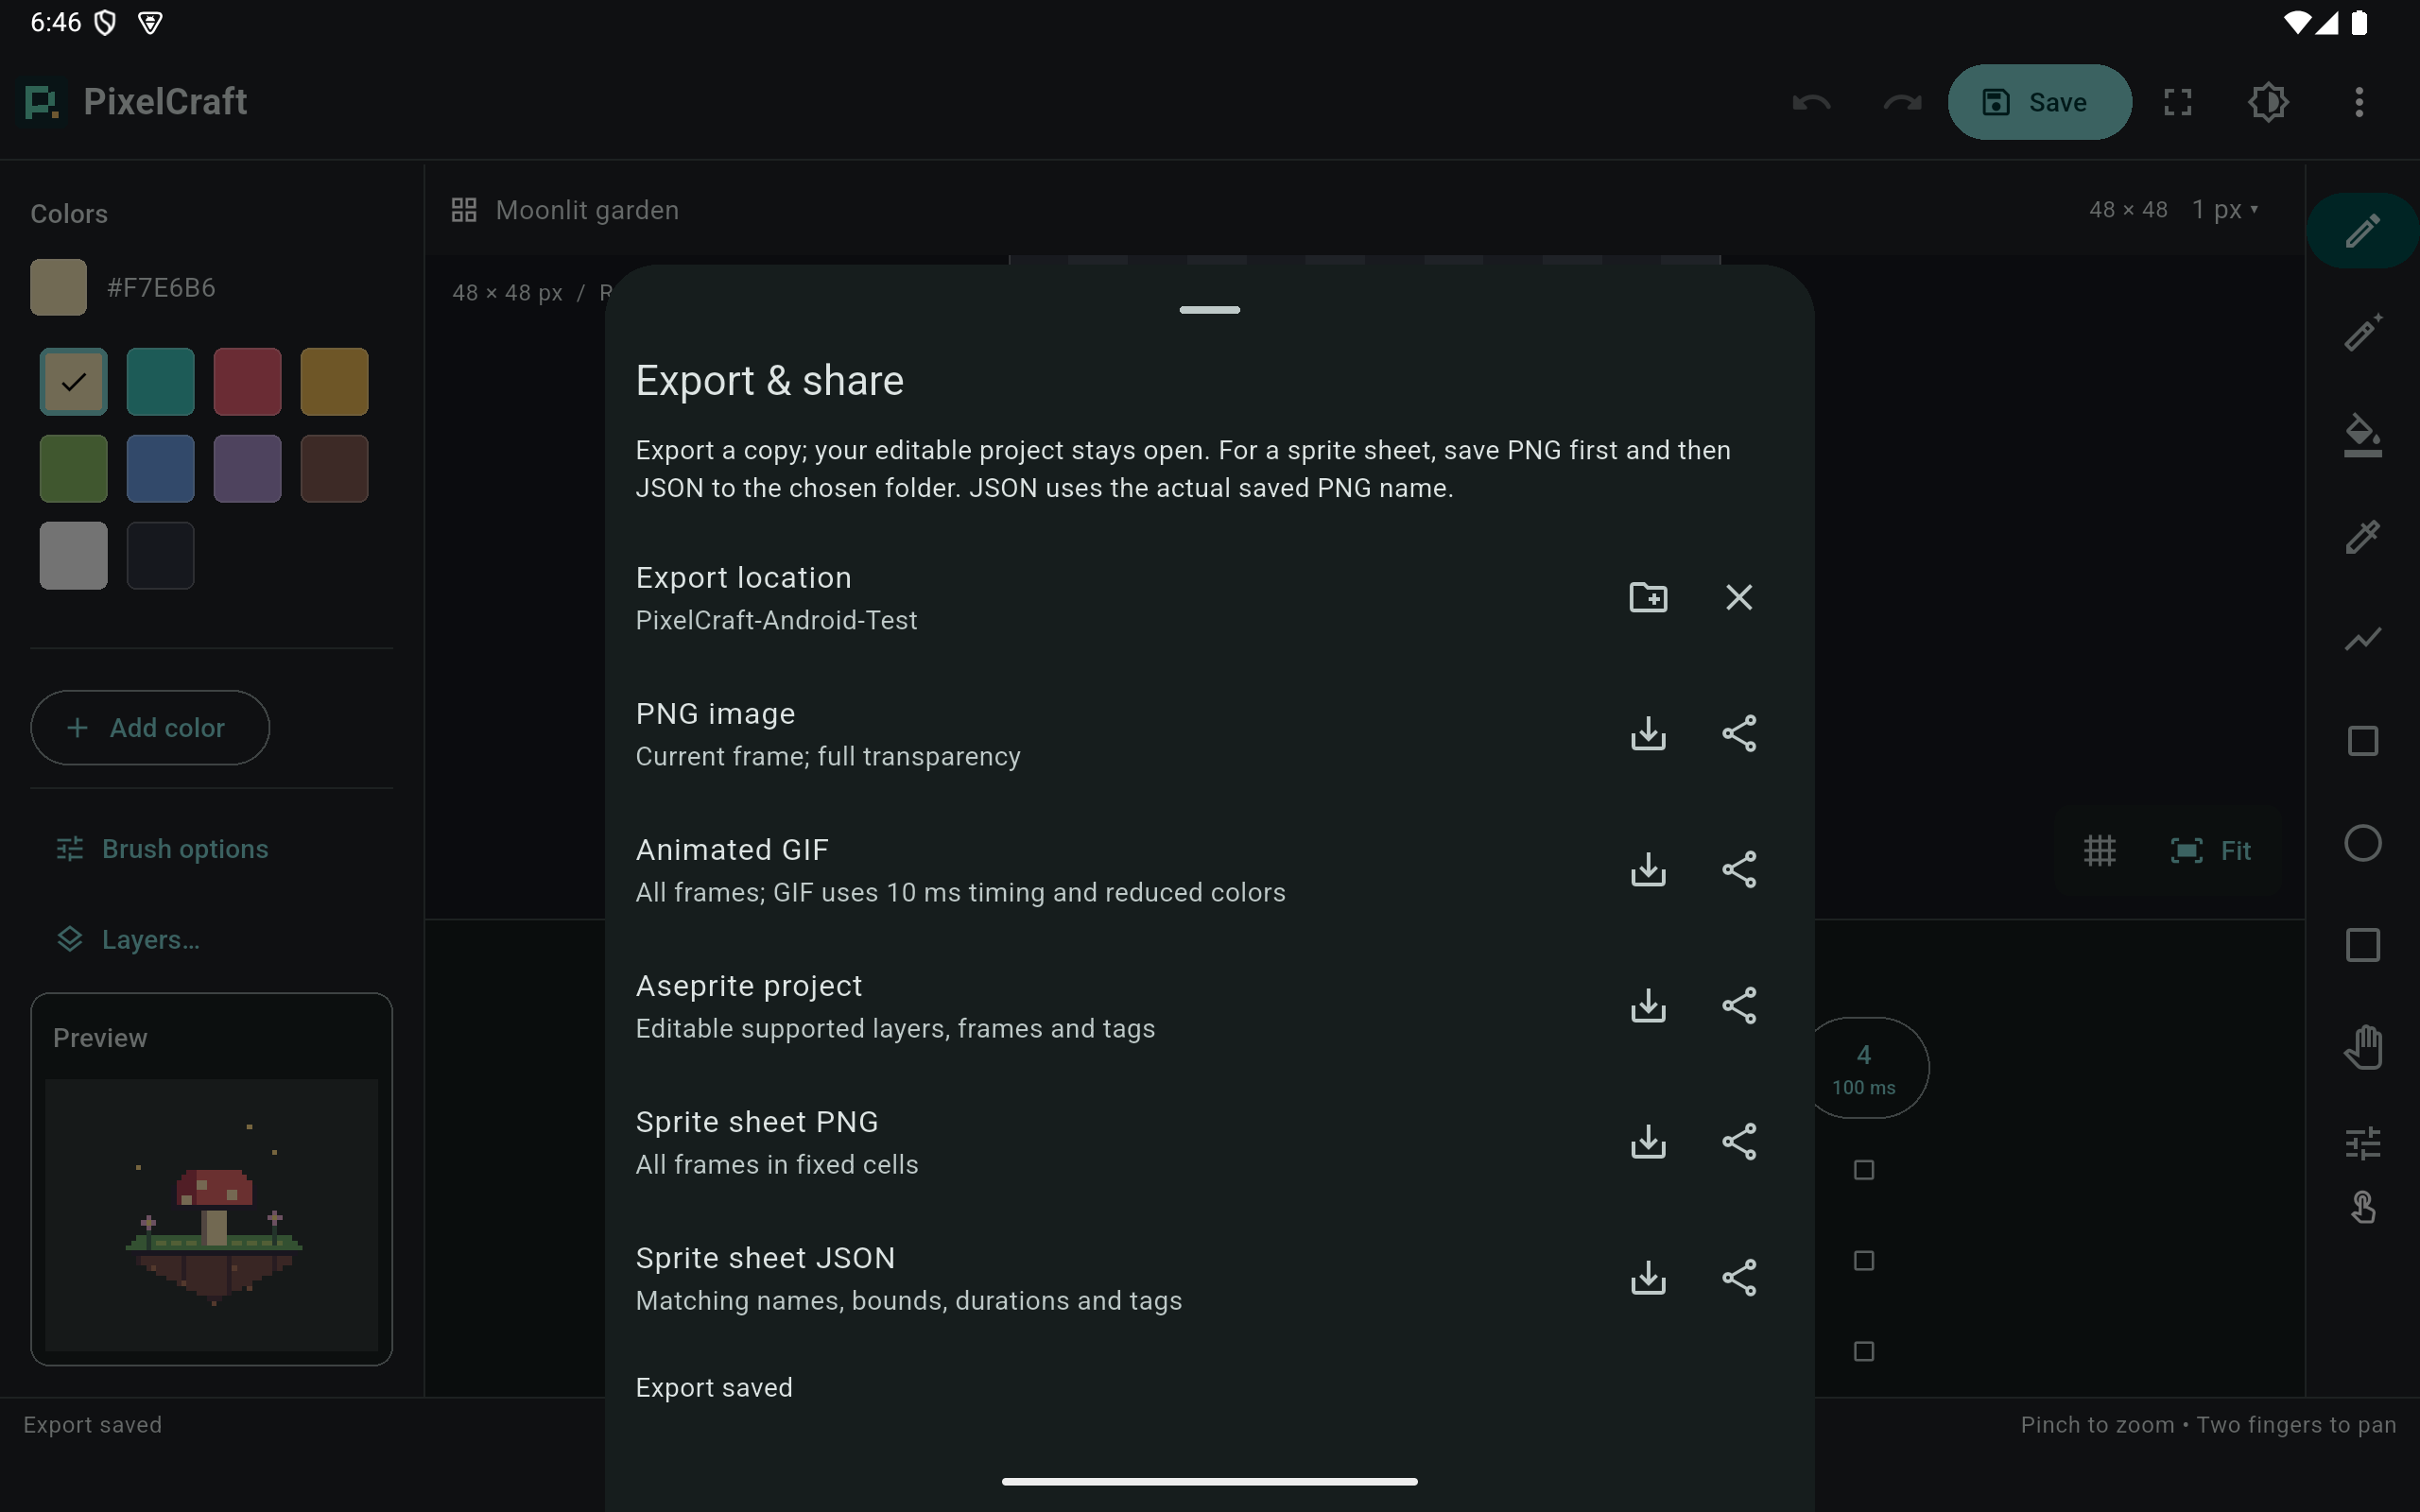 6:46
PixelCraft
Save
Colors
#F7E6B6
Add color
Brush options
Layers…
Preview
Moonlit garden
48 × 48 1 px ▾
48 × 48 px / R
Export & share
Export a copy; your editable project stays open. For a sprite sheet, save PNG first and then
JSON to the chosen folder. JSON uses the actual saved PNG name.
Export location
PixelCraft-Android-Test
PNG image
Current frame; full transparency
Animated GIF
All frames; GIF uses 10 ms timing and reduced colors
Aseprite project
Editable supported layers, frames and tags
Sprite sheet PNG
All frames in fixed cells
Sprite sheet JSON
Matching names, bounds, durations and tags
Export saved
Fit
4
100 ms
Export saved
Pinch to zoom • Two fingers to pan